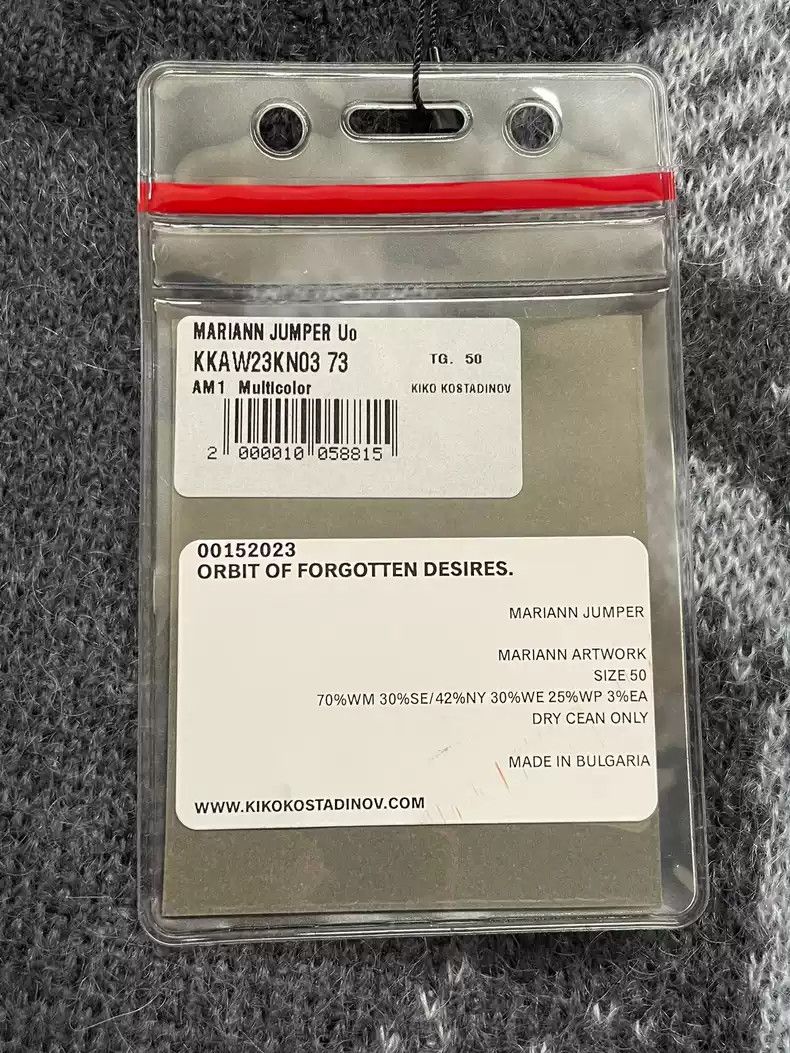 MARIANN JUMPER Uo
KKAW23KN03 73 TG. 50
AM1 Multicolor KIKO KOSTADINOV
2 000010 058815
00152023
ORBIT OF FORGOTTEN DESIRES.
MARIANN JUMPER
MARIANN ARTWORK
SIZE 50
70%WM 30%SE/42%NY 30%WE 25%WP 3%EA
DRY CEAN ONLY
MADE IN BULGARIA
WWW.KIKOKOSTADINOV.COM